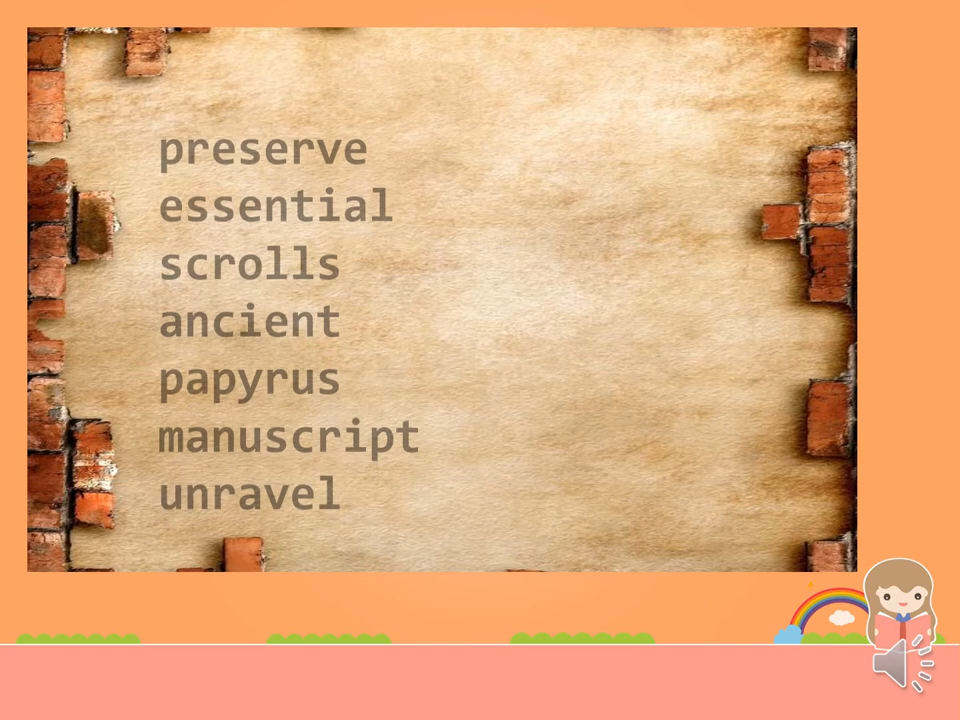 preserve
essential
scrolls
ancient
papyrus
manuscript
unravel